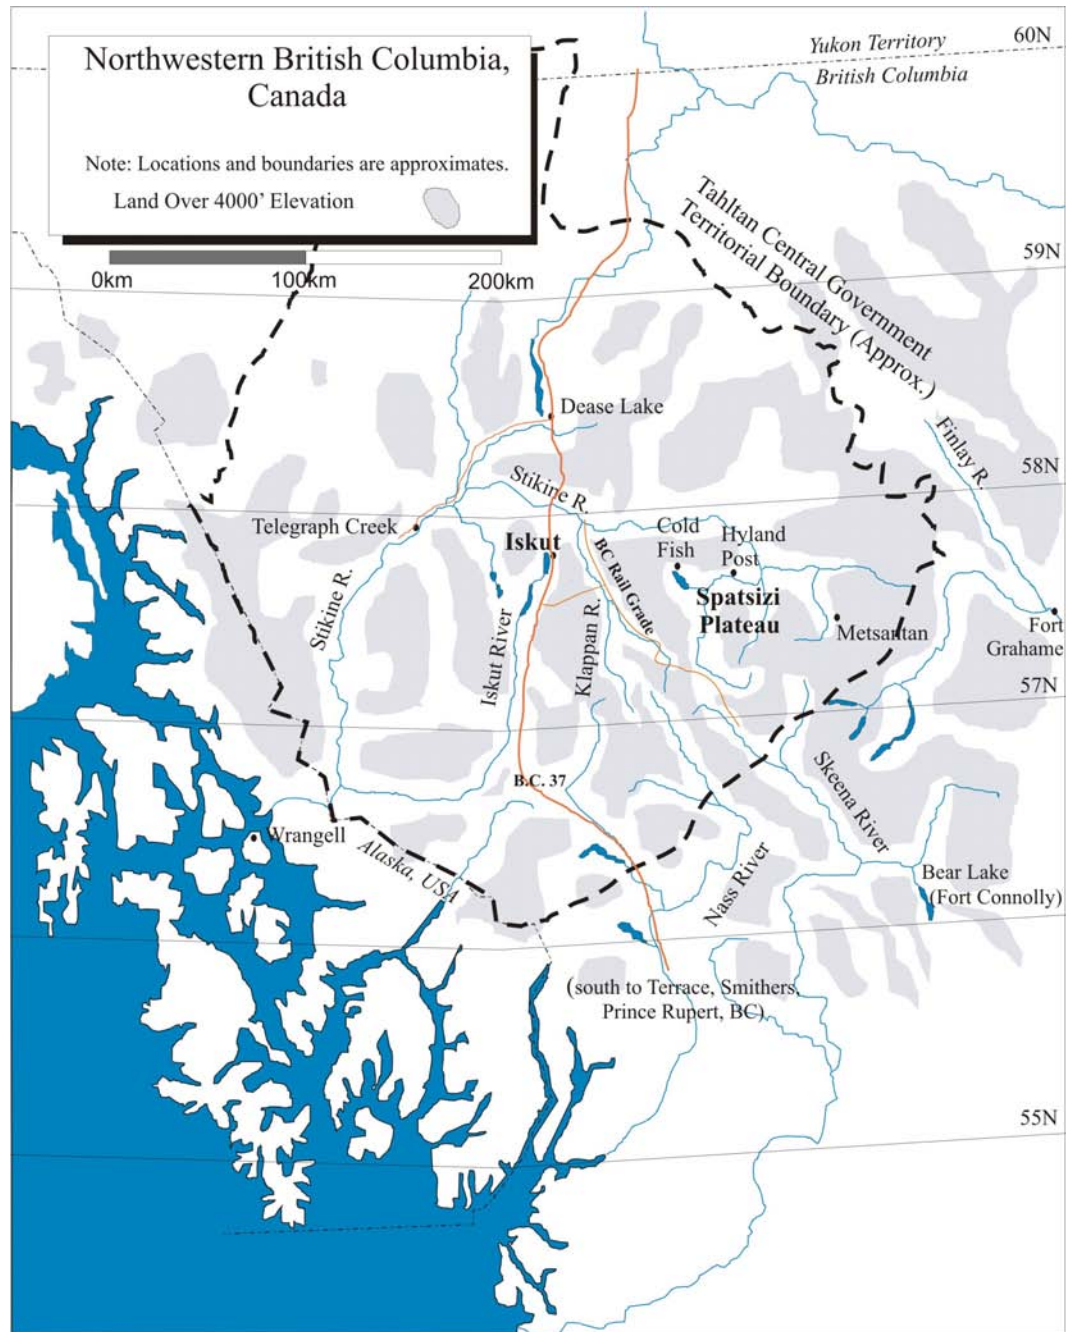 Northwestern British Columbia,
Canada
Note: Locations and boundaries are approximates.
Land Over 4000' Elevation
0km
100km
200km
60N
Yukon Territory
British Columbia
Tahltan Central Government
Territorial Boundary (Approx.)
59N
Dease Lake
Finlay R.
58N
Stikine R.
Telegraph Creek
Iskut
Cold
Fish
Hyland
Post
BC Rail Grade
Spatsizi
Plateau
Metsantan
Fort
Grahame
Stikine R.
Iskut River
Klappan R.
57N
B.C. 37
Skeena River
Wrangell
Alaska, USA
Nass River
Bear Lake
(Fort Connolly)
(south to Terrace, Smithers,
Prince Rupert, BC)
55N